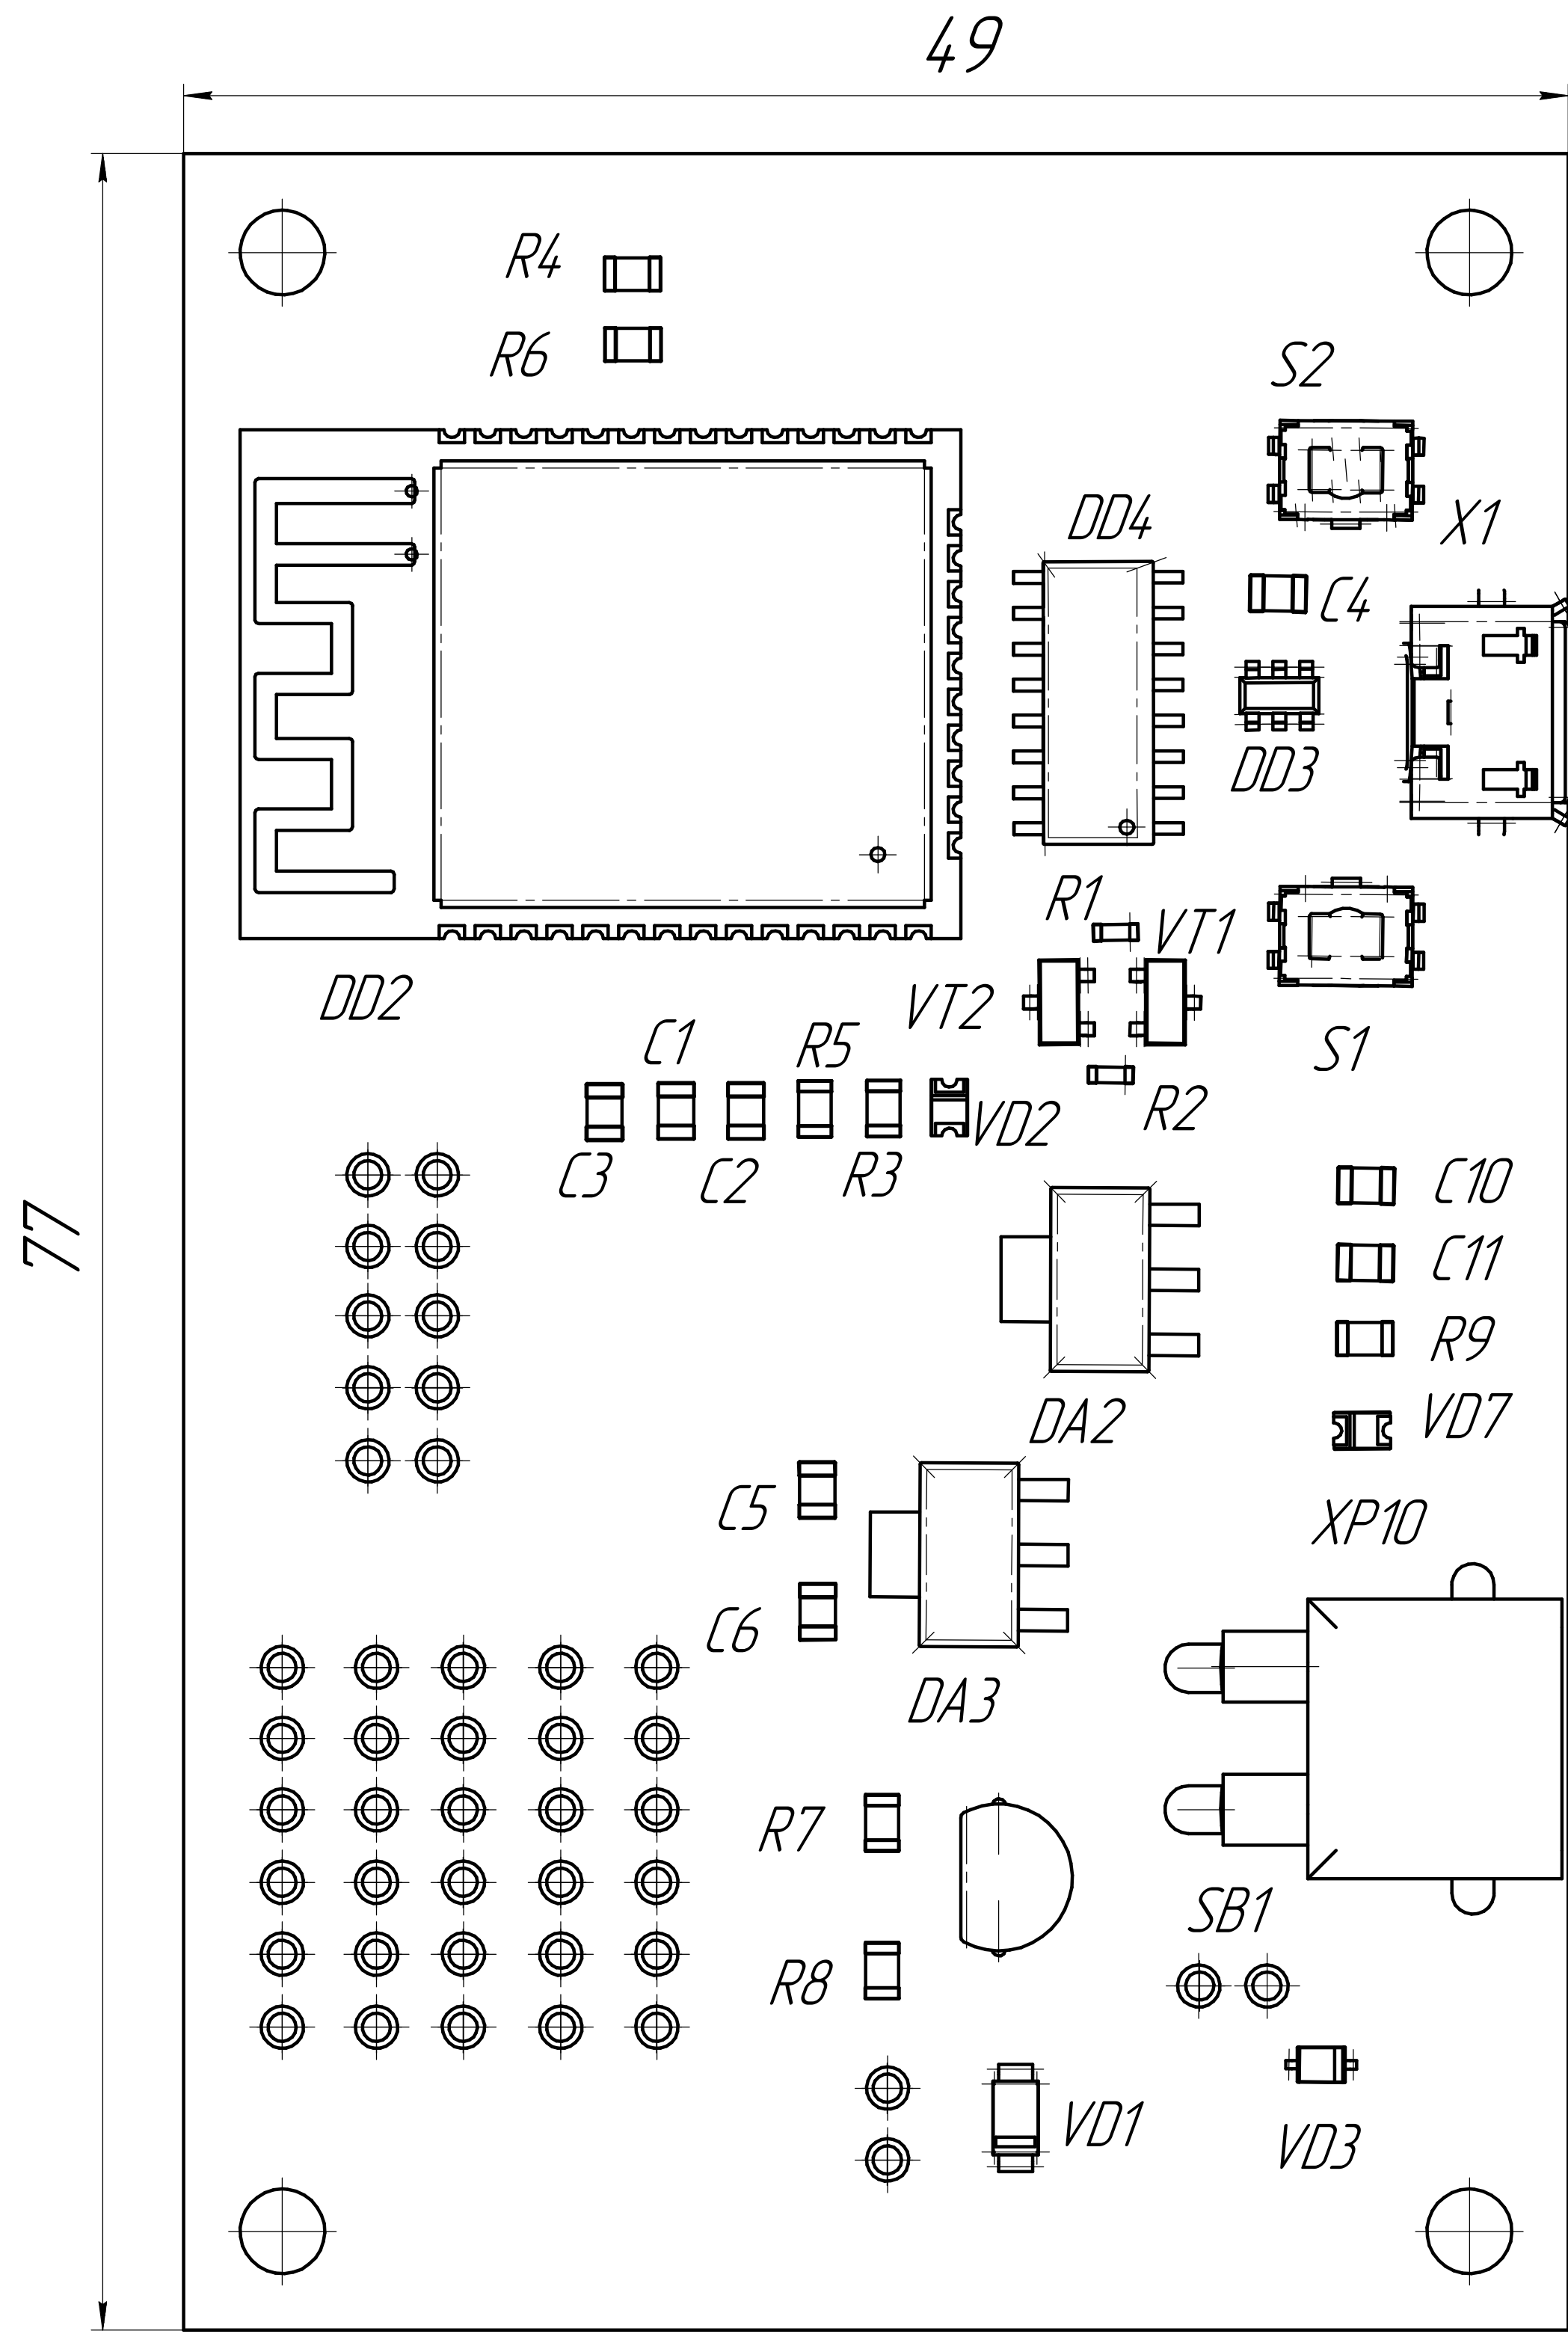 49
R4
R6
S2
DD4
X1
C4
DD3
R1
VT1
DD2
VT2
C1
R5
S1
VD2
R2
C3
C2
R3
C10
C11
77
R9
DA2
VD7
C5
XP10
C6
DA3
R7
SB1
R8
VD1
VD3